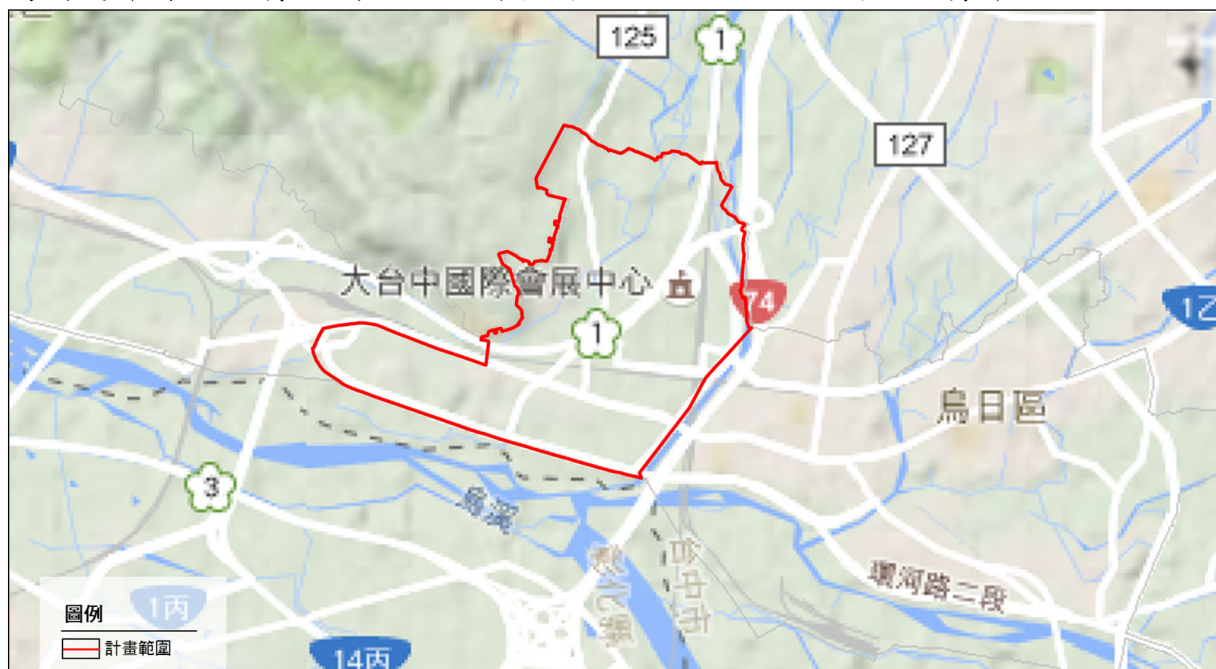 125
1
127
大台中國際會展中心
74
1
1乙
烏日區
3
烏溪
彰化縣
台中市
環河路二段
圖例
1丙
計畫範圍
14丙